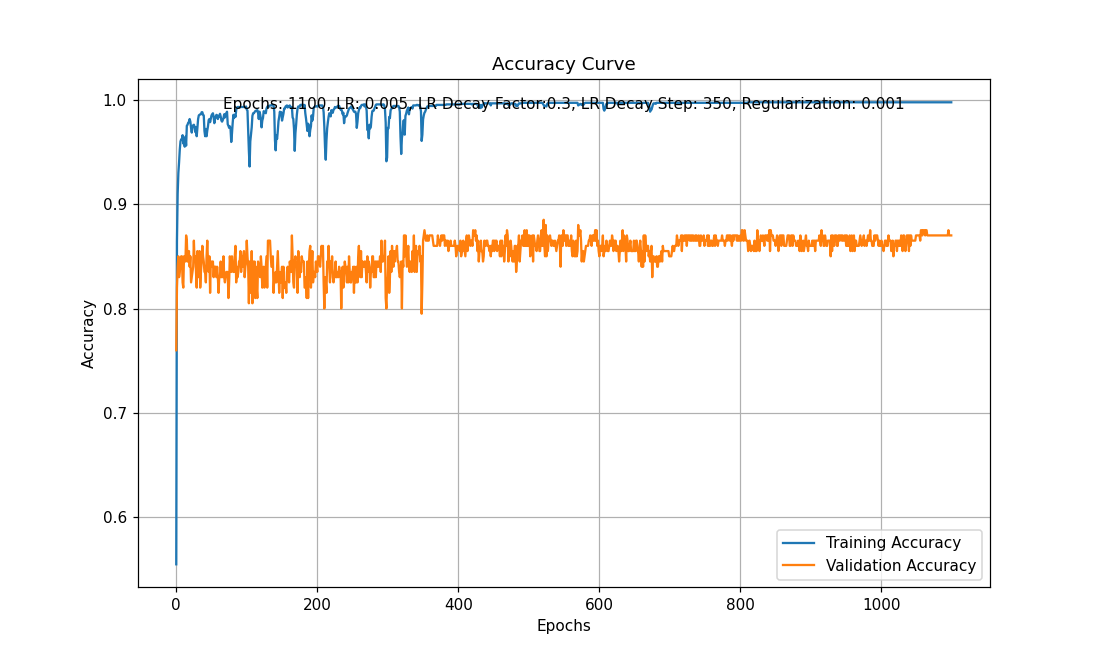 Accuracy Curve
Epochs: 1100, LR: 0.005, LR Decay Factor:0.3, LR Decay Step: 350, Regularization: 0.001
1.0
0.9
0.8
0.7
0.6
Accuracy
Training Accuracy
Validation Accuracy
0 200 400 600 800 1000
Epochs